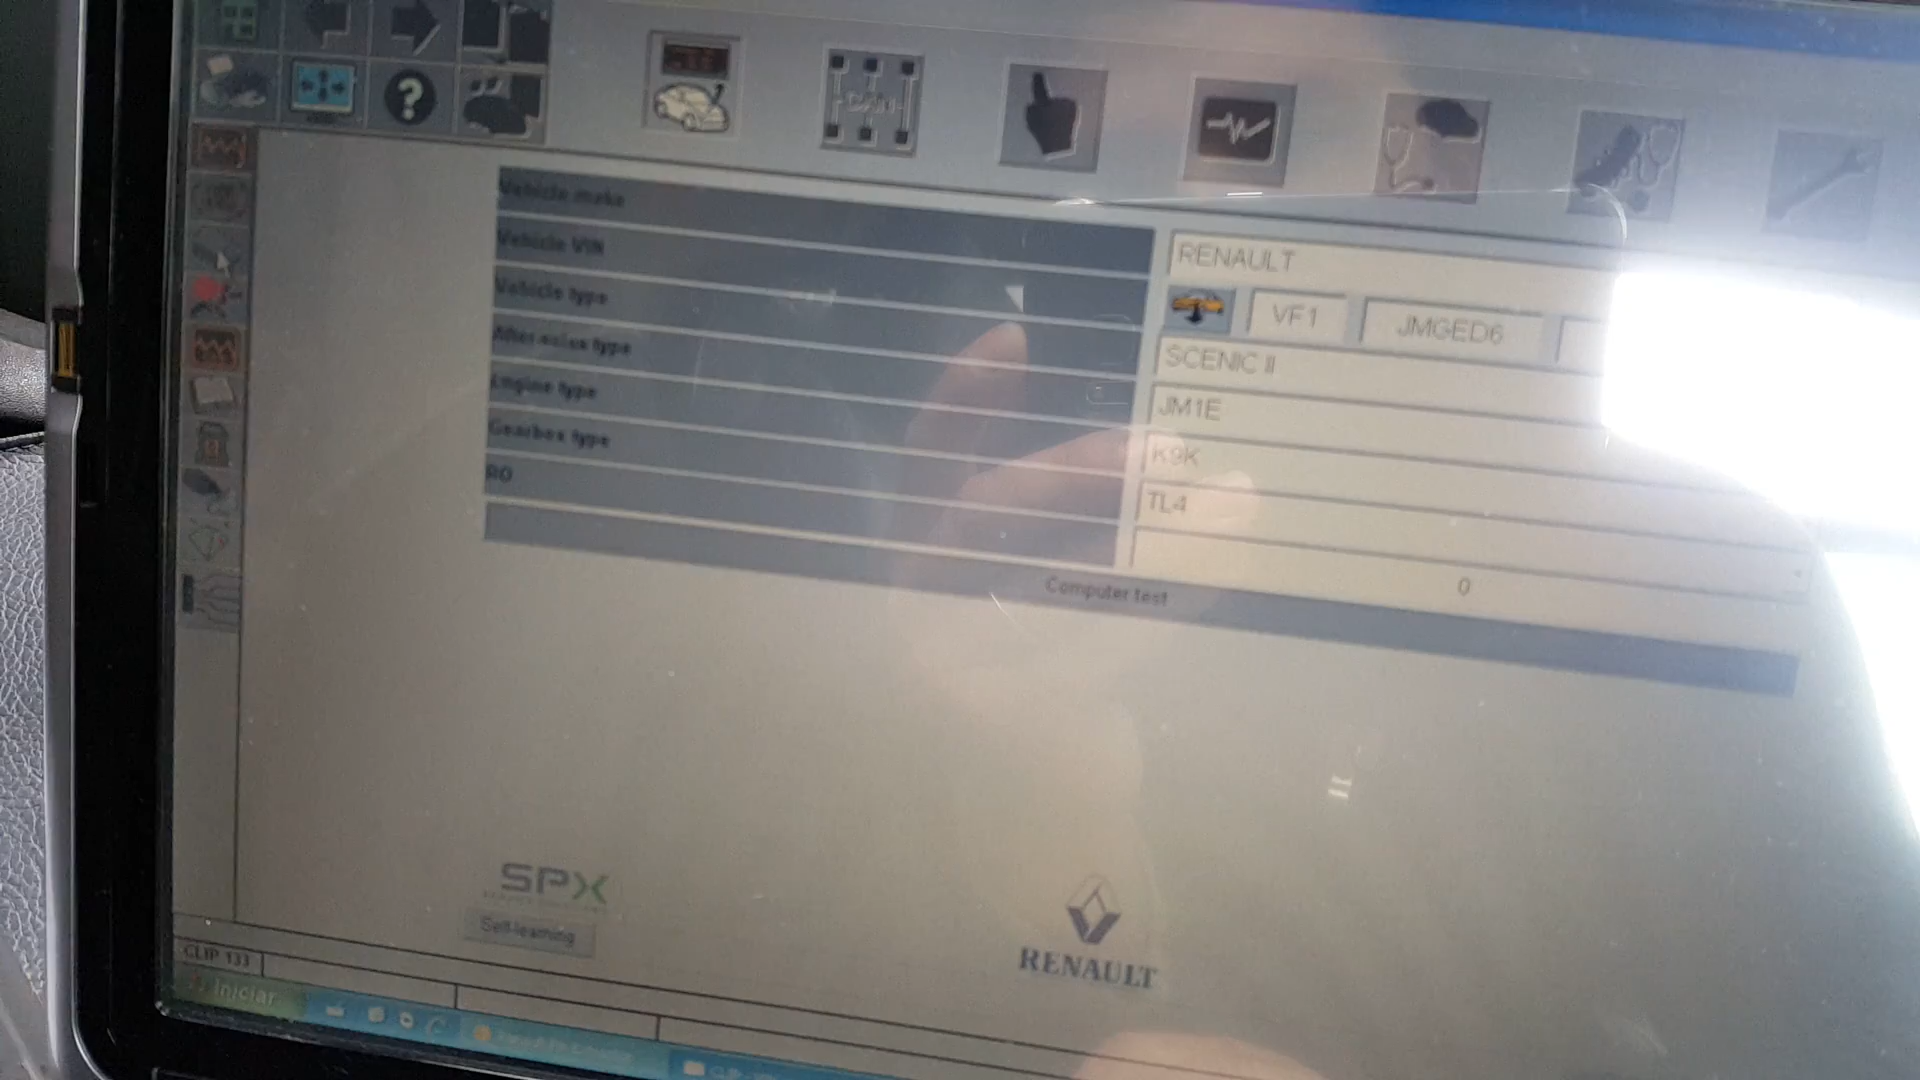 Vehicle make
RENAULT
Vehicle VIN
VF1
JMGED6
Vehicle type
SCENIC II
After-sales type
JM1E
Engine type
K9K
Gearbox type
TL4
RO
0
Computer test
SPX
Self-learning
RENAULT
CLIP 133
Iniciar